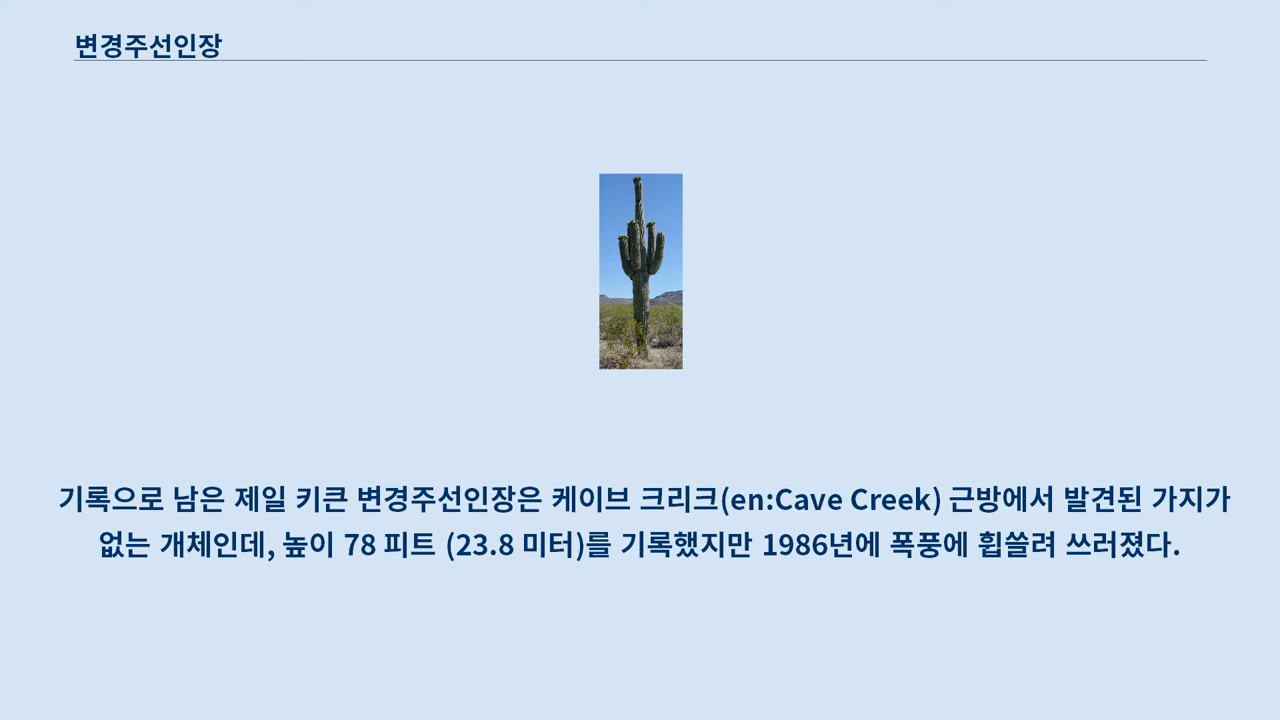 변경주선인장
기록으로 남은 제일 키큰 변경주선인장은 케이브 크리크(en:Cave Creek) 근방에서 발견된 가지가
없는 개체인데, 높이 78 피트 (23.8 미터)를 기록했지만 1986년에 폭풍에 휩쓸려 쓰러졌다.